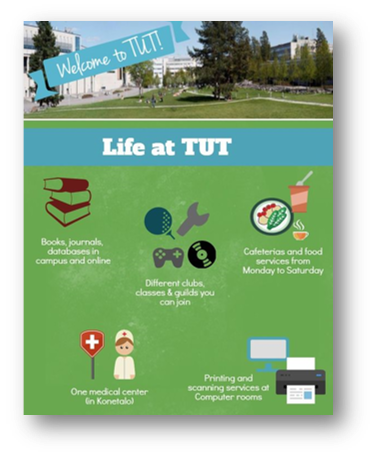 Welcome to TUT!
Life at TUT
Books, journals,
databases in
campus and online
Different clubs,
classes & guilds you
can join
Cafeterias and food
services from
Monday to Saturday
One medical center
(in Konetalo)
Printing and
scanning services at
Computer rooms